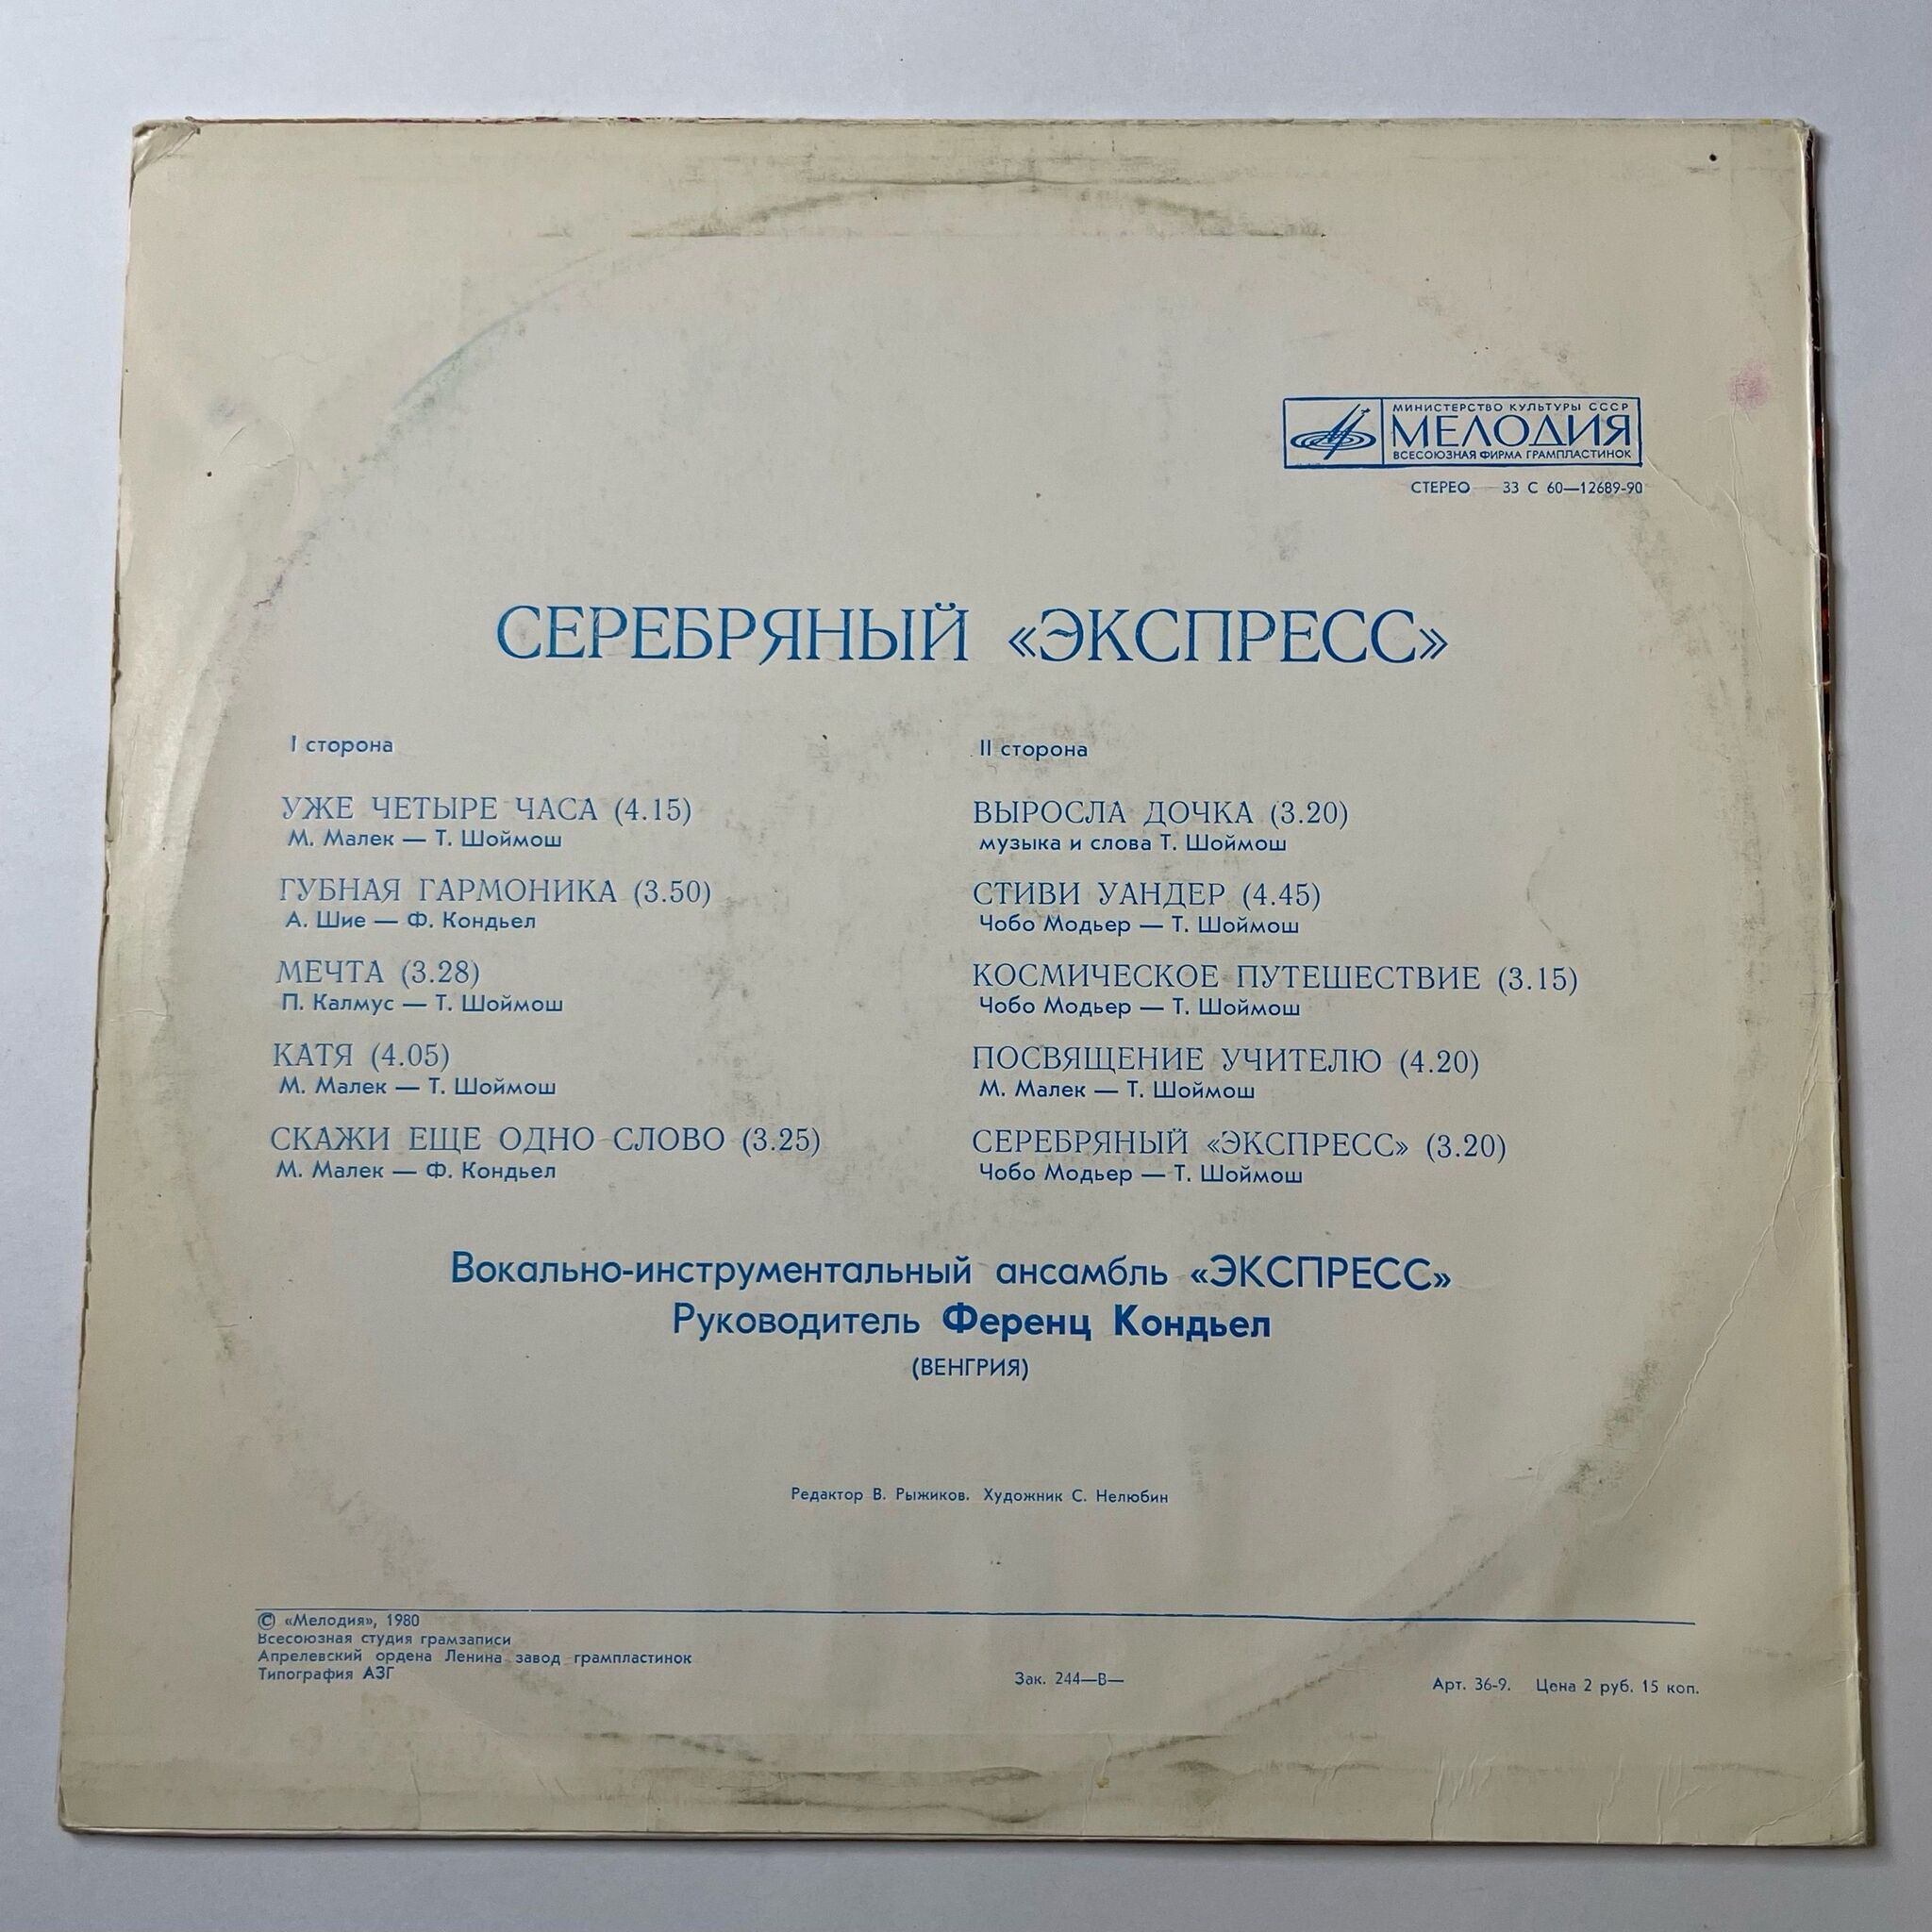 МИНИСТЕРСТВО КУЛЬТУРЫ СССР
МЕЛОДИЯ
ВСЕСОЮЗНАЯ ФИРМА ГРАМПЛАСТИНОК
СТЕРЕО 33 С 60—12689-90
СЕРЕБРЯНЫЙ «ЭКСПРЕСС»
I сторона
УЖЕ ЧЕТЫРЕ ЧАСА (4.15)
М. Малек — Т. Шоймош
ГУБНАЯ ГАРМОНИКА (3.50)
А. Шие — Ф. Кондьел
МЕЧТА (3.28)
П. Калмус — Т. Шоймош
КАТЯ (4.05)
М. Малек — Т. Шоймош
СКАЖИ ЕЩЕ ОДНО СЛОВО (3.25)
М. Малек — Ф. Кондьел
II сторона
ВЫРОСЛА ДОЧКА (3.20)
музыка и слова Т. Шоймош
СТИВИ УАНДЕР (4.45)
Чобо Модьер — Т. Шоймош
КОСМИЧЕСКОЕ ПУТЕШЕСТВИЕ (3.15)
Чобо Модьер — Т. Шоймош
ПОСВЯЩЕНИЕ УЧИТЕЛЮ (4.20)
М. Малек — Т. Шоймош
СЕРЕБРЯНЫЙ «ЭКСПРЕСС» (3.20)
Чобо Модьер — Т. Шоймош
Вокально-инструментальный ансамбль «ЭКСПРЕСС»
Руководитель Ференц Кондьел
(ВЕНГРИЯ)
Редактор В. Рыжиков. Художник С. Нелюбин
© «Мелодия», 1980
Всесоюзная студия грамзаписи
Апрелевский ордена Ленина завод грампластинок
Типография АЗГ
Зак. 244—В—
Арт. 36-9. Цена 2 руб. 15 коп.